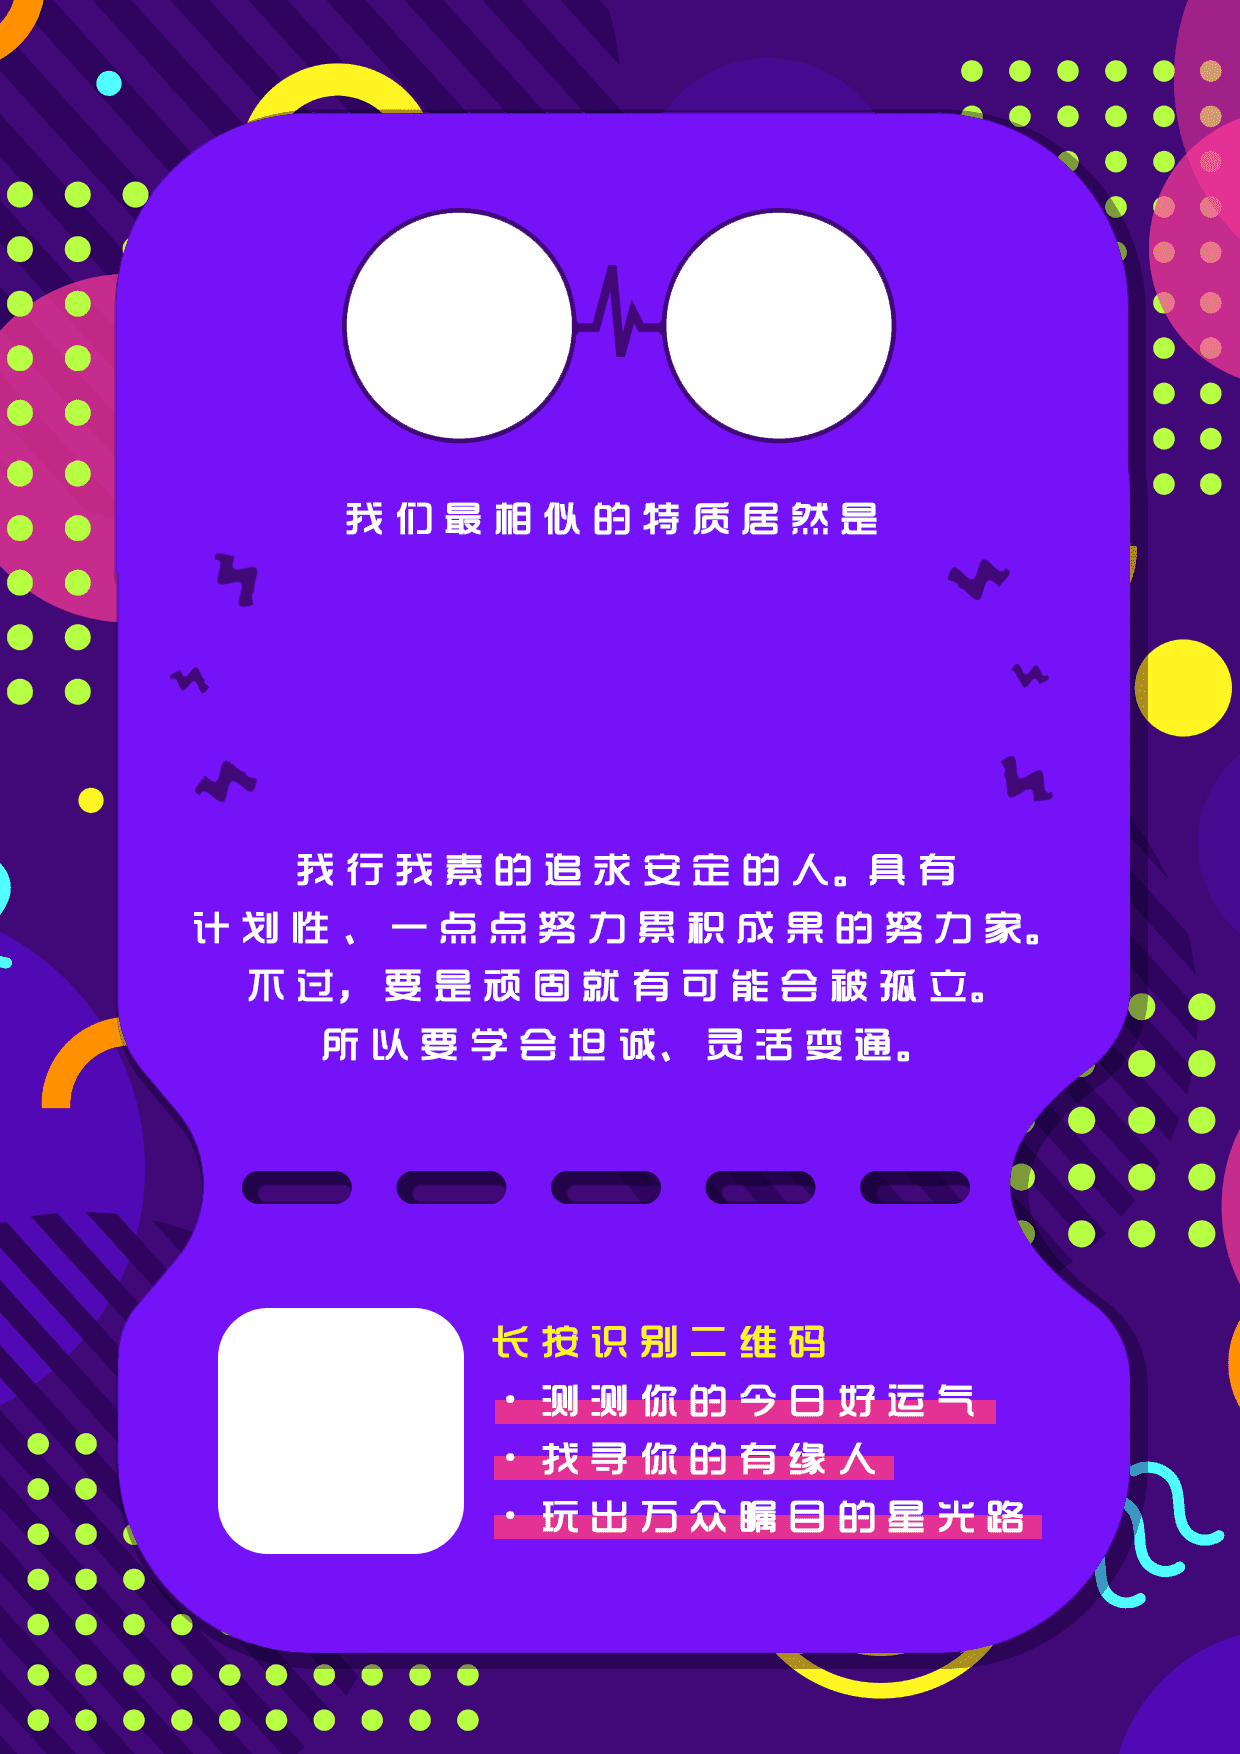 我们最相似的特质居然是
我行我素的追求安定的人。具有
计划性、一点点努力累积成果的努力家。
不过，要是顽固就有可能会被孤立。
所以要学会坦诚、灵活变通。
长按识别二维码
·测测你的今日好运气
·找寻你的有缘人
·玩出万众瞩目的星光路